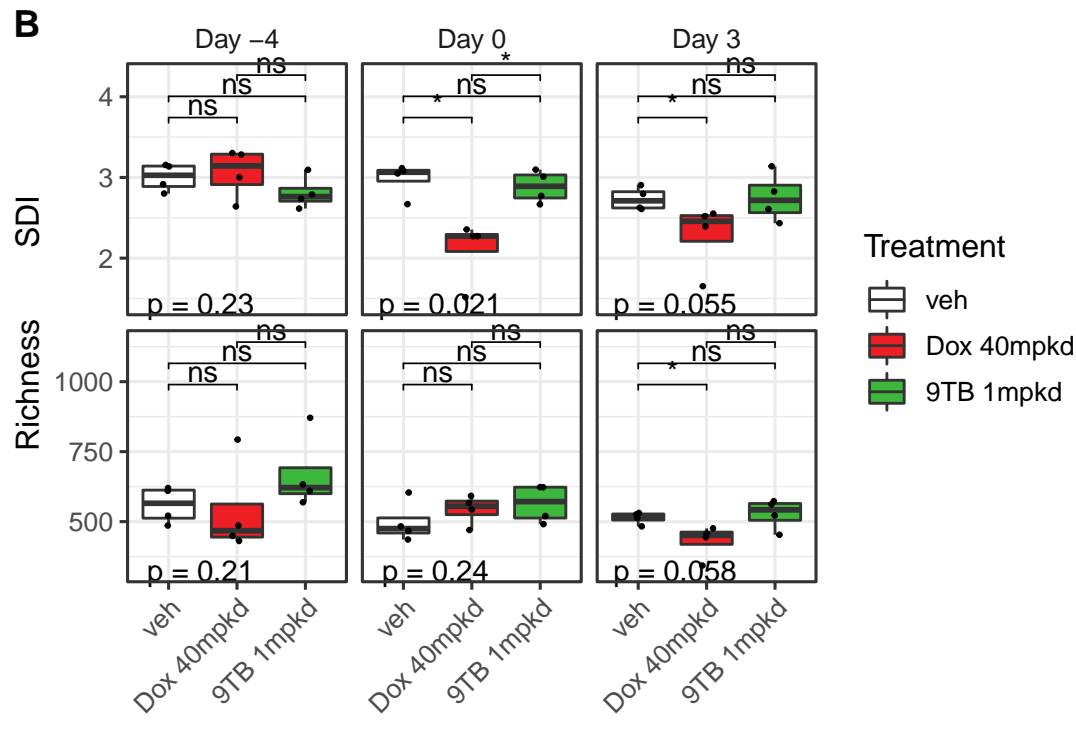 B
Day −4 Day 0 Day 3
ns * ns
ns ns ns
ns * *
4
3
2
SDI
p = 0.23 p = 0.021 p = 0.055
ns ns ns
ns ns ns
ns ns *
1000
750
500
Richness
p = 0.21 p = 0.24 p = 0.058
veh Dox 40mpkd 9TB 1mpkd veh Dox 40mpkd 9TB 1mpkd veh Dox 40mpkd 9TB 1mpkd
Treatment
veh
Dox 40mpkd
9TB 1mpkd